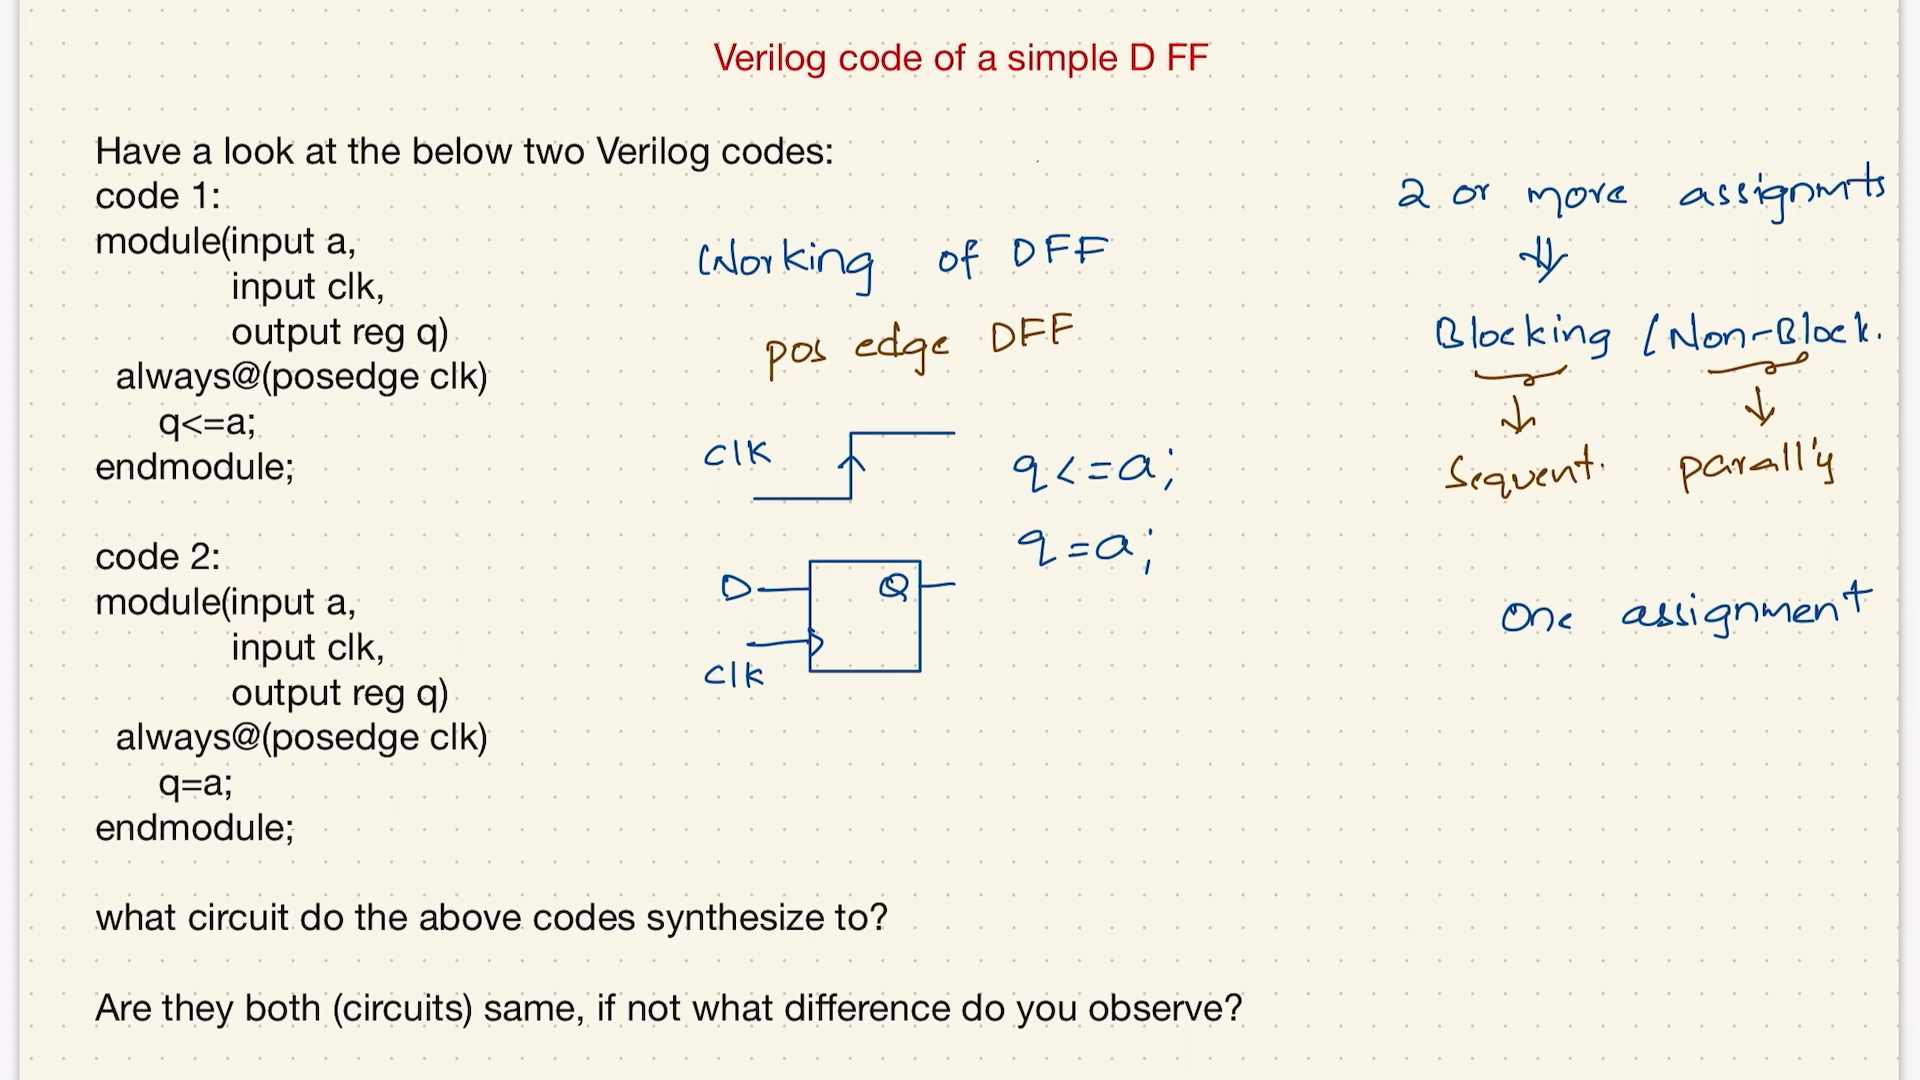 Verilog code of a simple D FF
Have a look at the below two Verilog codes:
code 1:
module(input a,
input clk,
output reg q)
always@(posedge clk)
q<=a;
endmodule;
code 2:
module(input a,
input clk,
output reg q)
always@(posedge clk)
q=a;
endmodule;
what circuit do the above codes synthesize to?
Are they both (circuits) same, if not what difference do you observe?
Working of DFF
pos edge DFF
clk
q<=a;
q=a;
D
Q
clk
2 or more assignmts
Blocking / Non-Block.
Sequent. parall'y
One assignment